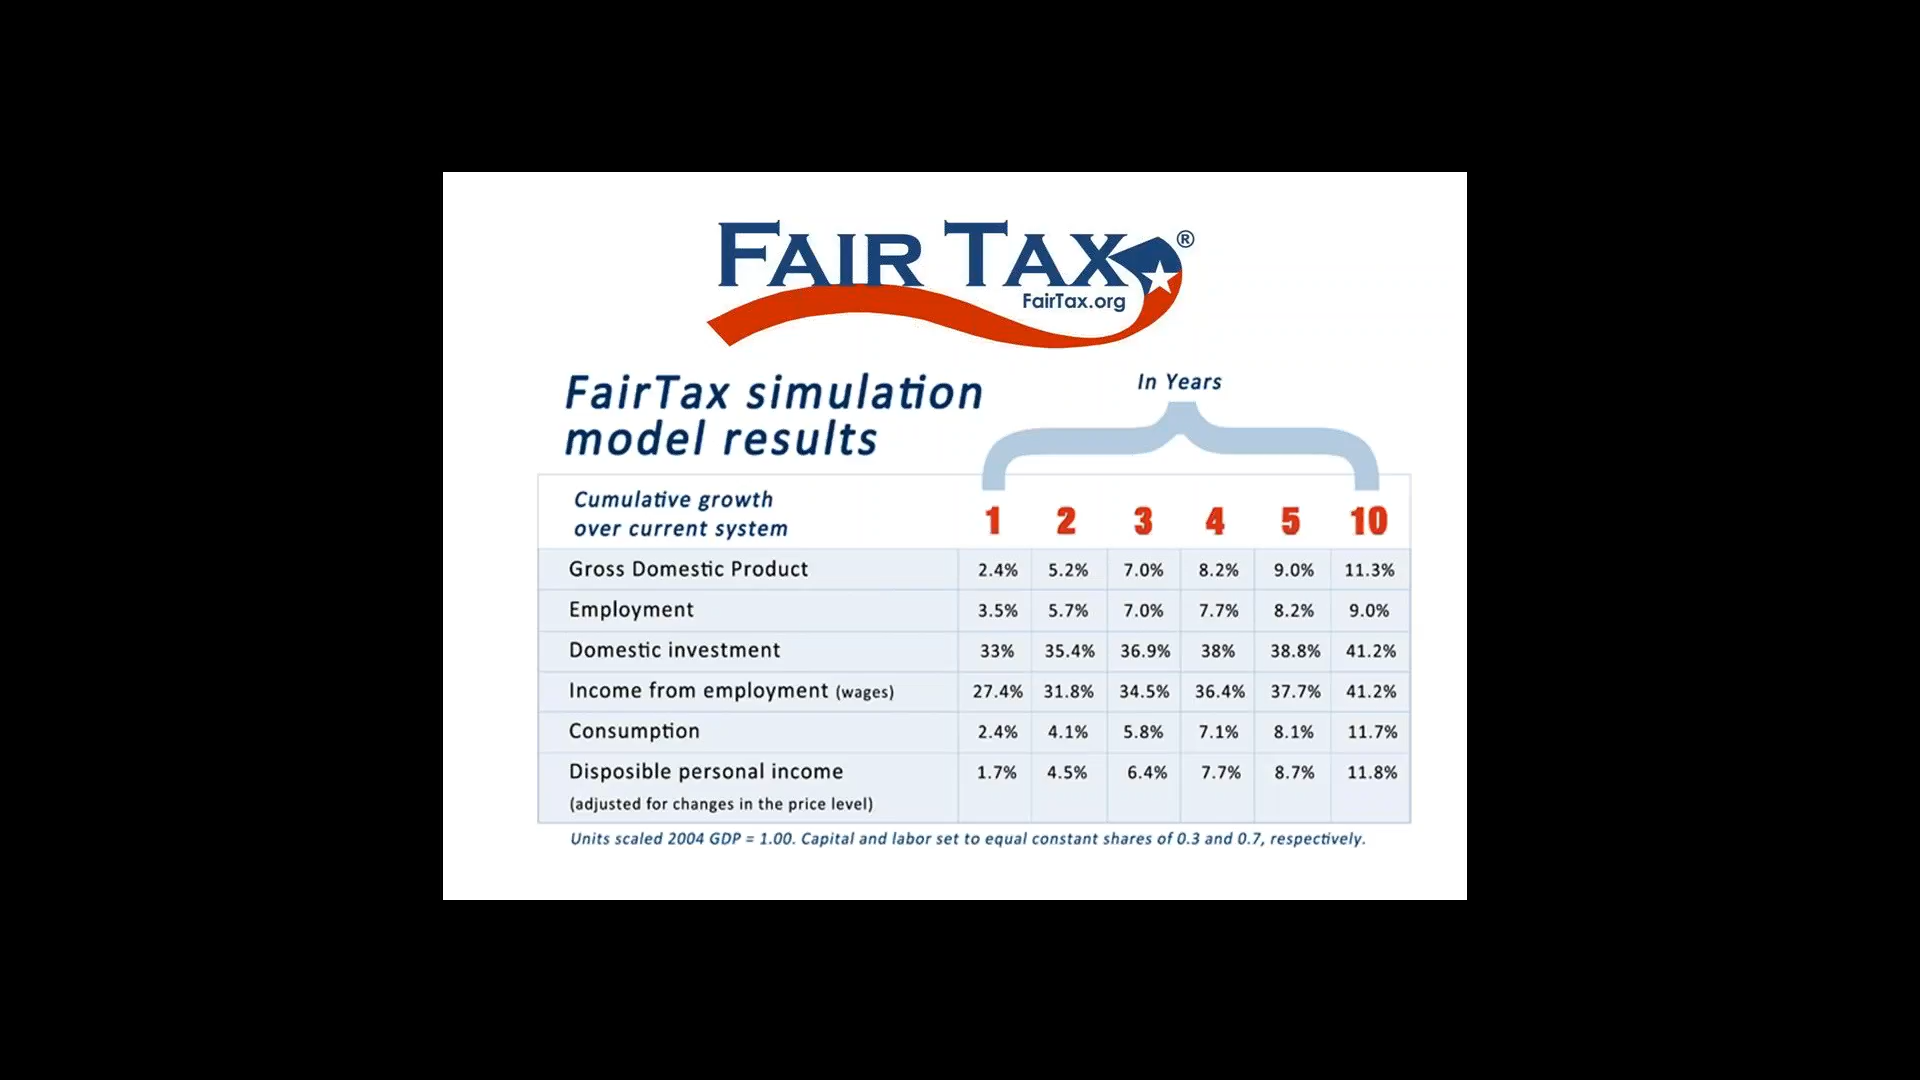 FAIR TAX®
FairTax.org
FairTax simulation
model results
In Years
Cumulative growth
over current system
1 2 3 4 5 10
Gross Domestic Product 2.4% 5.2% 7.0% 8.2% 9.0% 11.3%
Employment 3.5% 5.7% 7.0% 7.7% 8.2% 9.0%
Domestic investment 33% 35.4% 36.9% 38% 38.8% 41.2%
Income from employment (wages) 27.4% 31.8% 34.5% 36.4% 37.7% 41.2%
Consumption 2.4% 4.1% 5.8% 7.1% 8.1% 11.7%
Disposible personal income 1.7% 4.5% 6.4% 7.7% 8.7% 11.8%
(adjusted for changes in the price level)
Units scaled 2004 GDP = 1.00. Capital and labor set to equal constant shares of 0.3 and 0.7, respectively.